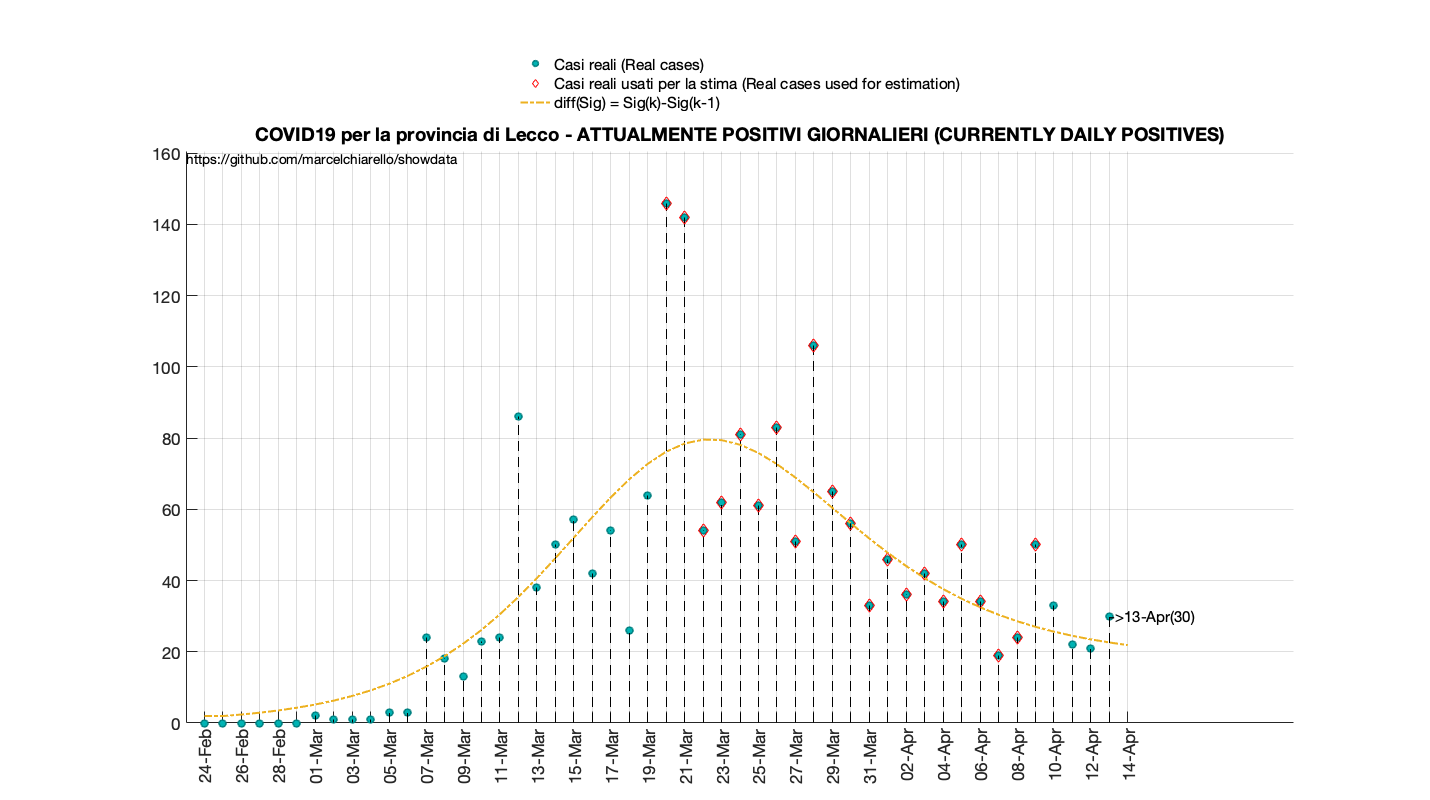 Casi reali (Real cases)
Casi reali usati per la stima (Real cases used for estimation)
diff(Sig) = Sig(k)-Sig(k-1)
COVID19 per la provincia di Lecco - ATTUALMENTE POSITIVI GIORNALIERI (CURRENTLY DAILY POSITIVES)
https://github.com/marcelchiarello/showdata
160
140
120
100
80
60
40
20
0
->13-Apr(30)
24-Feb
26-Feb
28-Feb
01-Mar
03-Mar
05-Mar
07-Mar
09-Mar
11-Mar
13-Mar
15-Mar
17-Mar
19-Mar
21-Mar
23-Mar
25-Mar
27-Mar
29-Mar
31-Mar
02-Apr
04-Apr
06-Apr
08-Apr
10-Apr
12-Apr
14-Apr